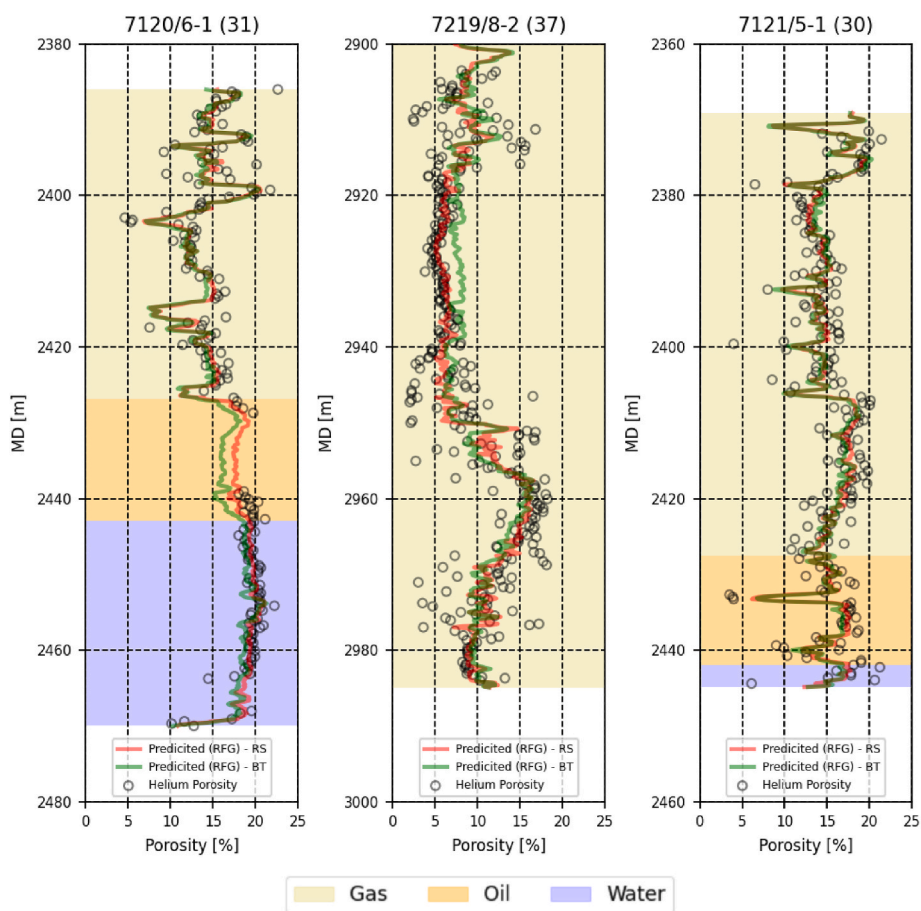 7120/6-1 (31)
2380
2400
2420
2440
2460
2480
MD [m]
Predicited (RFG) - RS
Predicited (RFG) - BT
Helium Porosity
0 5 10 15 20 25
Porosity [%]
7219/8-2 (37)
2900
2920
2940
2960
2980
3000
MD [m]
Predicited (RFG) - RS
Predicited (RFG) - BT
Helium Porosity
0 5 10 15 20 25
Porosity [%]
7121/5-1 (30)
2360
2380
2400
2420
2440
2460
MD [m]
Predicited (RFG) - RS
Predicited (RFG) - BT
Helium Porosity
0 5 10 15 20 25
Porosity [%]
Gas Oil Water